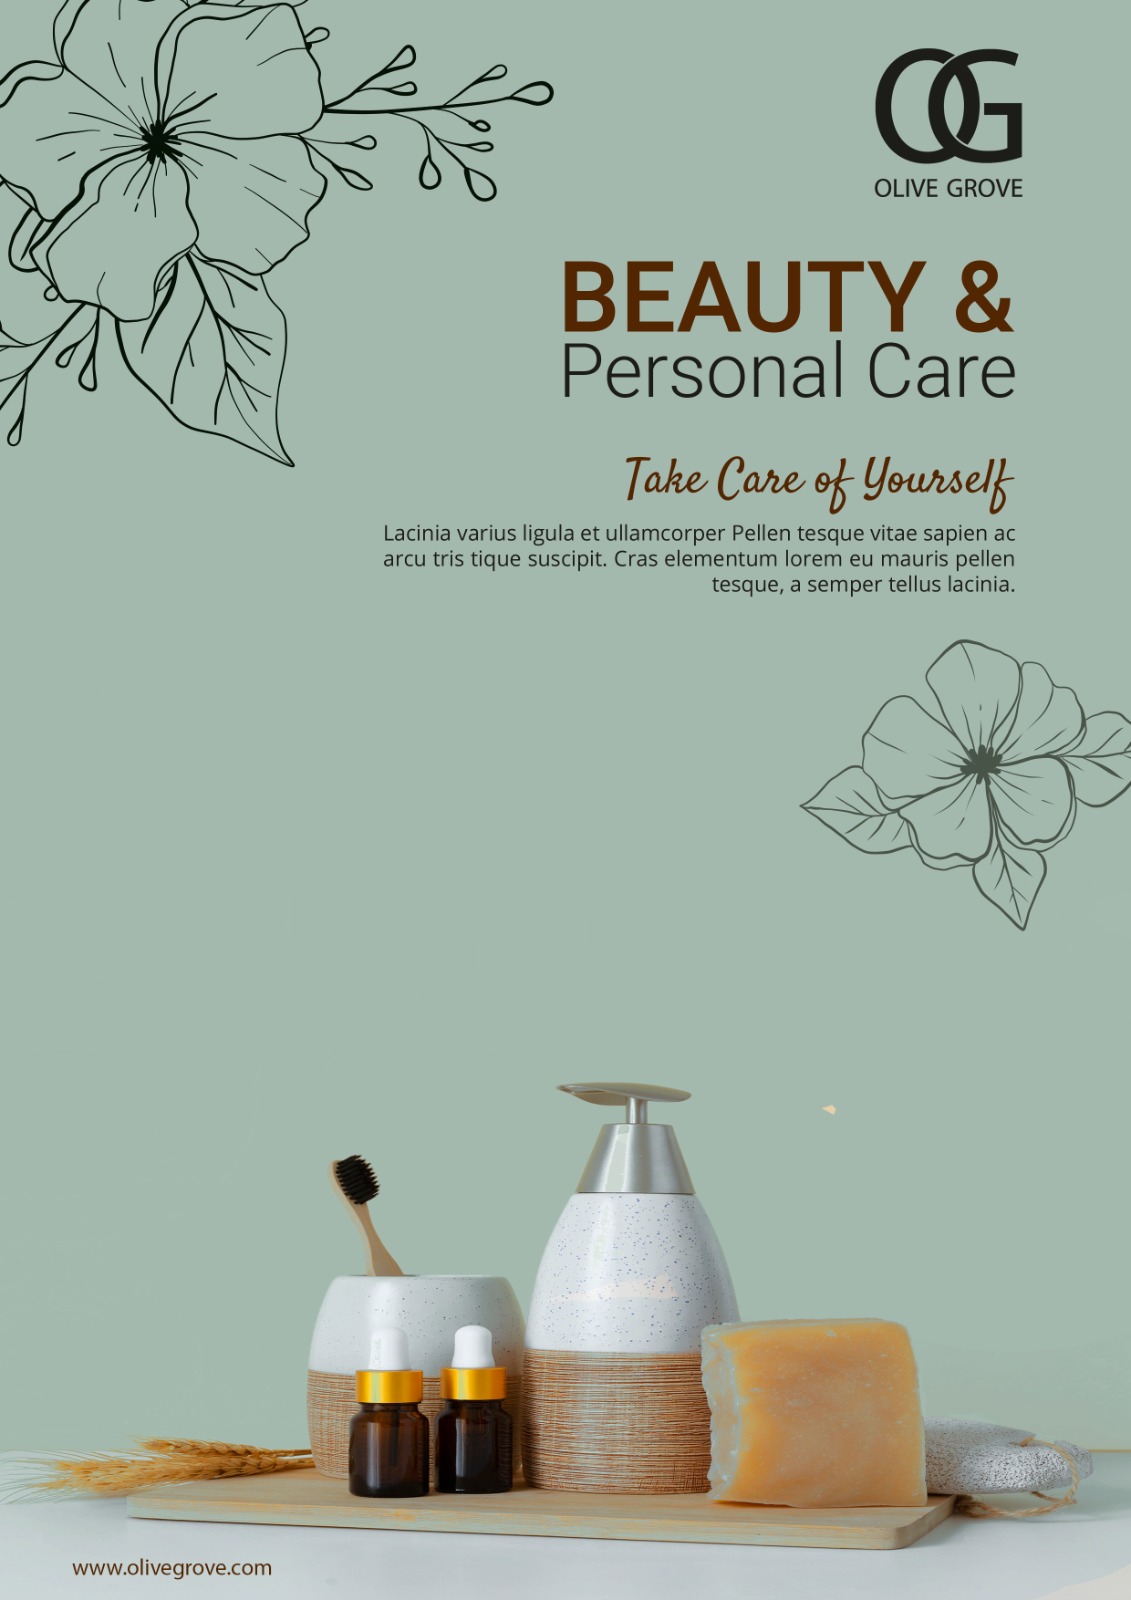 OG
OLIVE GROVE
BEAUTY &
Personal Care
Take Care of Yourself
Lacinia varius ligula et ullamcorper Pellen tesque vitae sapien ac
arcu tris tique suscipit. Cras elementum lorem eu mauris pellen
tesque, a semper tellus lacinia.
www.olivegrove.com